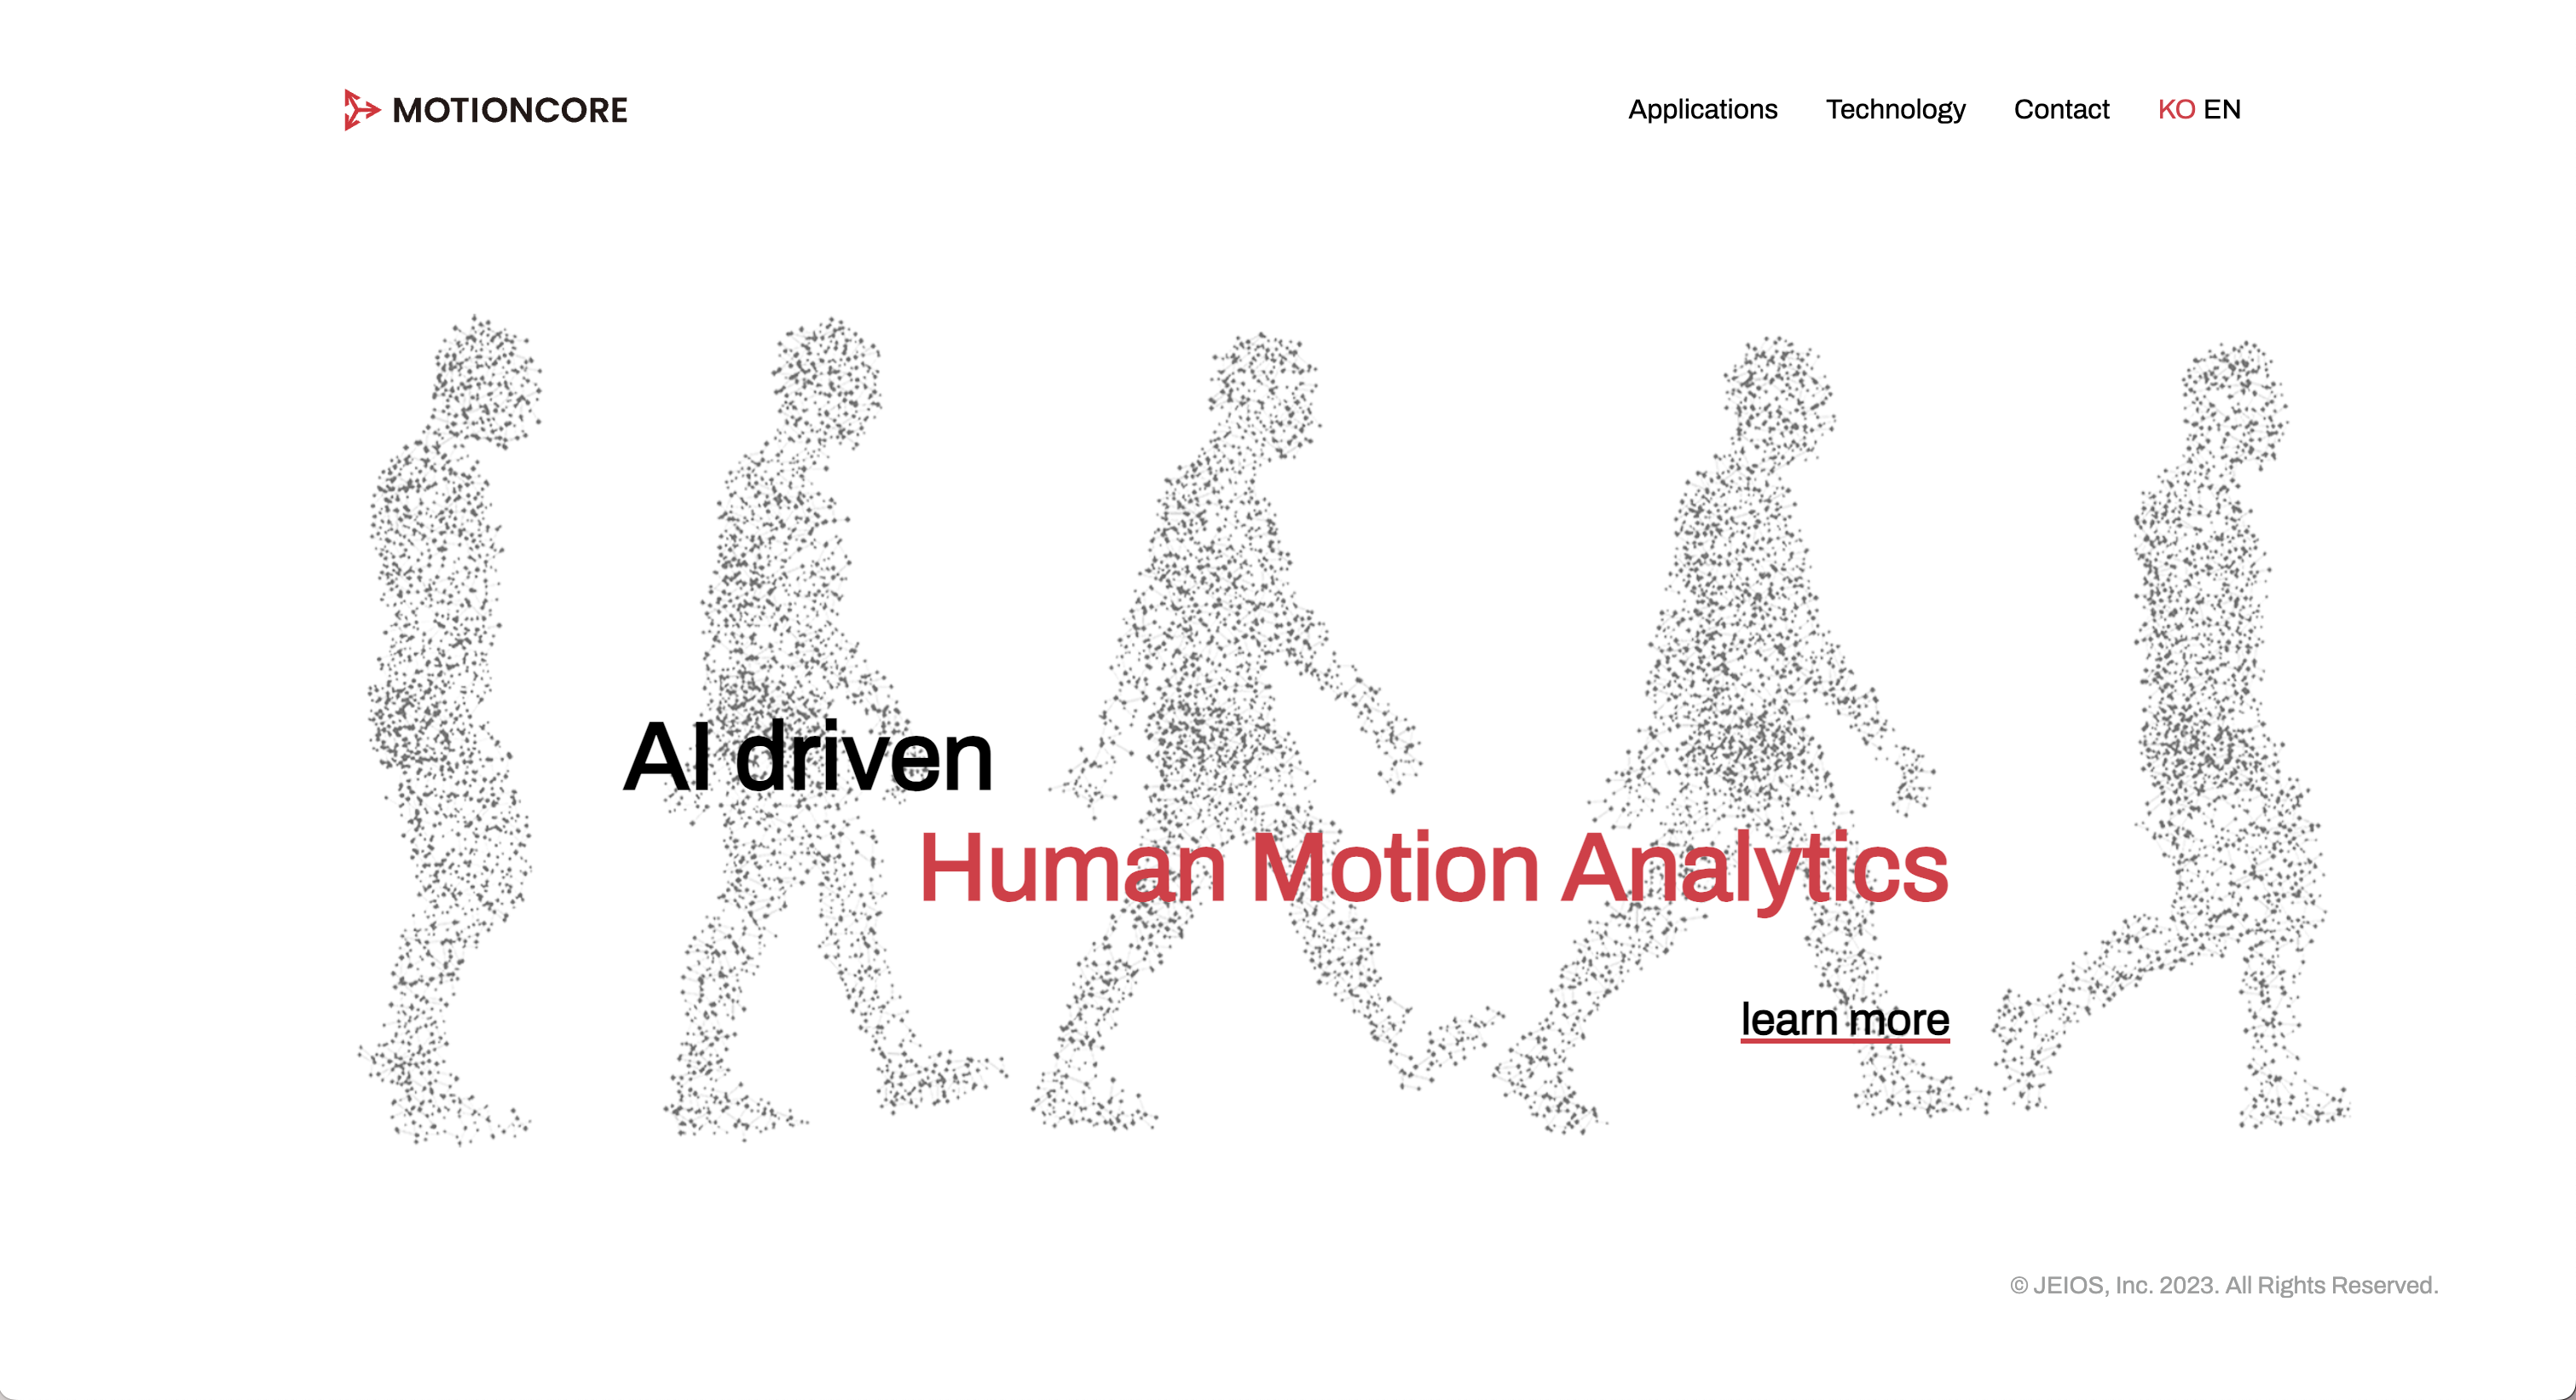 MOTIONCORE
Applications Technology Contact KO EN
AI driven
Human Motion Analytics
learn more
© JEIOS, Inc. 2023. All Rights Reserved.